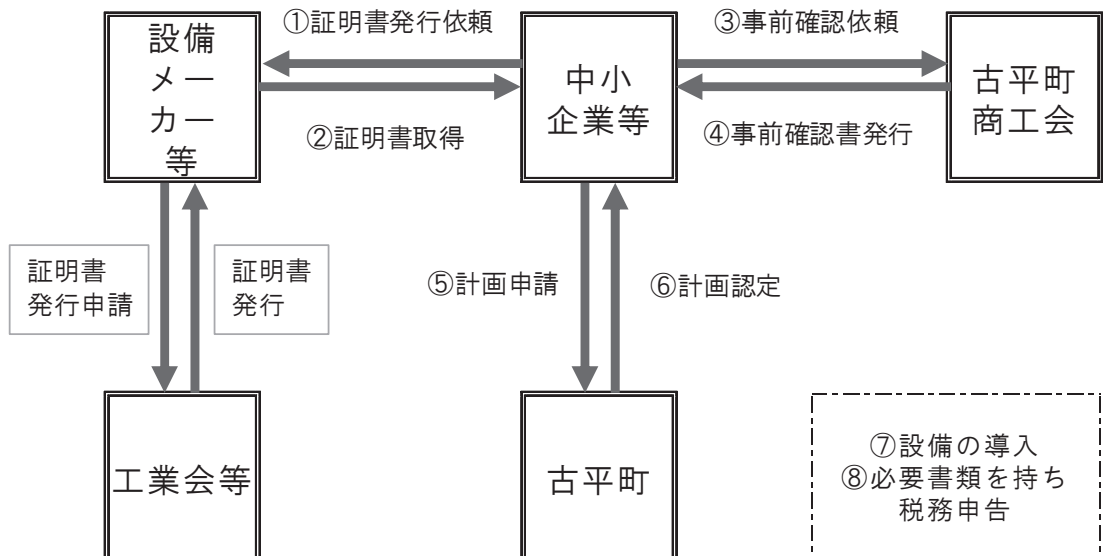 ①証明書発行依頼
③事前確認依頼
設備
メー
カー
等
中小
企業等
古平町
商工会
②証明書取得
④事前確認書発行
証明書
発行申請
証明書
発行
⑤計画申請
⑥計画認定
工業会等
古平町
⑦設備の導入
⑧必要書類を持ち
税務申告